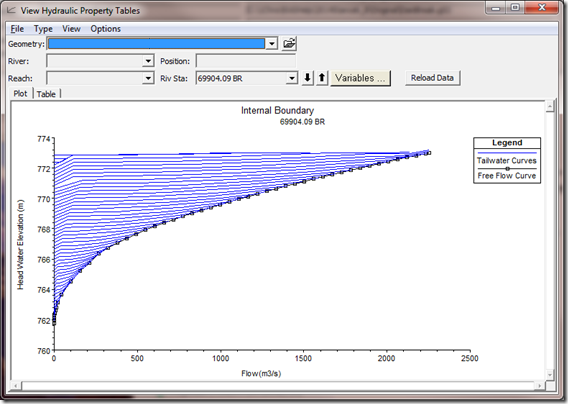 View Hydraulic Property Tables
File Type View Options
Geometry:
River: Position:
Reach: Riv Sta: 69904.09 BR Variables ... Reload Data
Plot Table
Internal Boundary
69904.09 BR
Legend
Tailwater Curves
Free Flow Curve
Head Water Elevation (m)
774
772
770
768
766
764
762
760
0 500 1000 1500 2000 2500
Flow(m3/s)